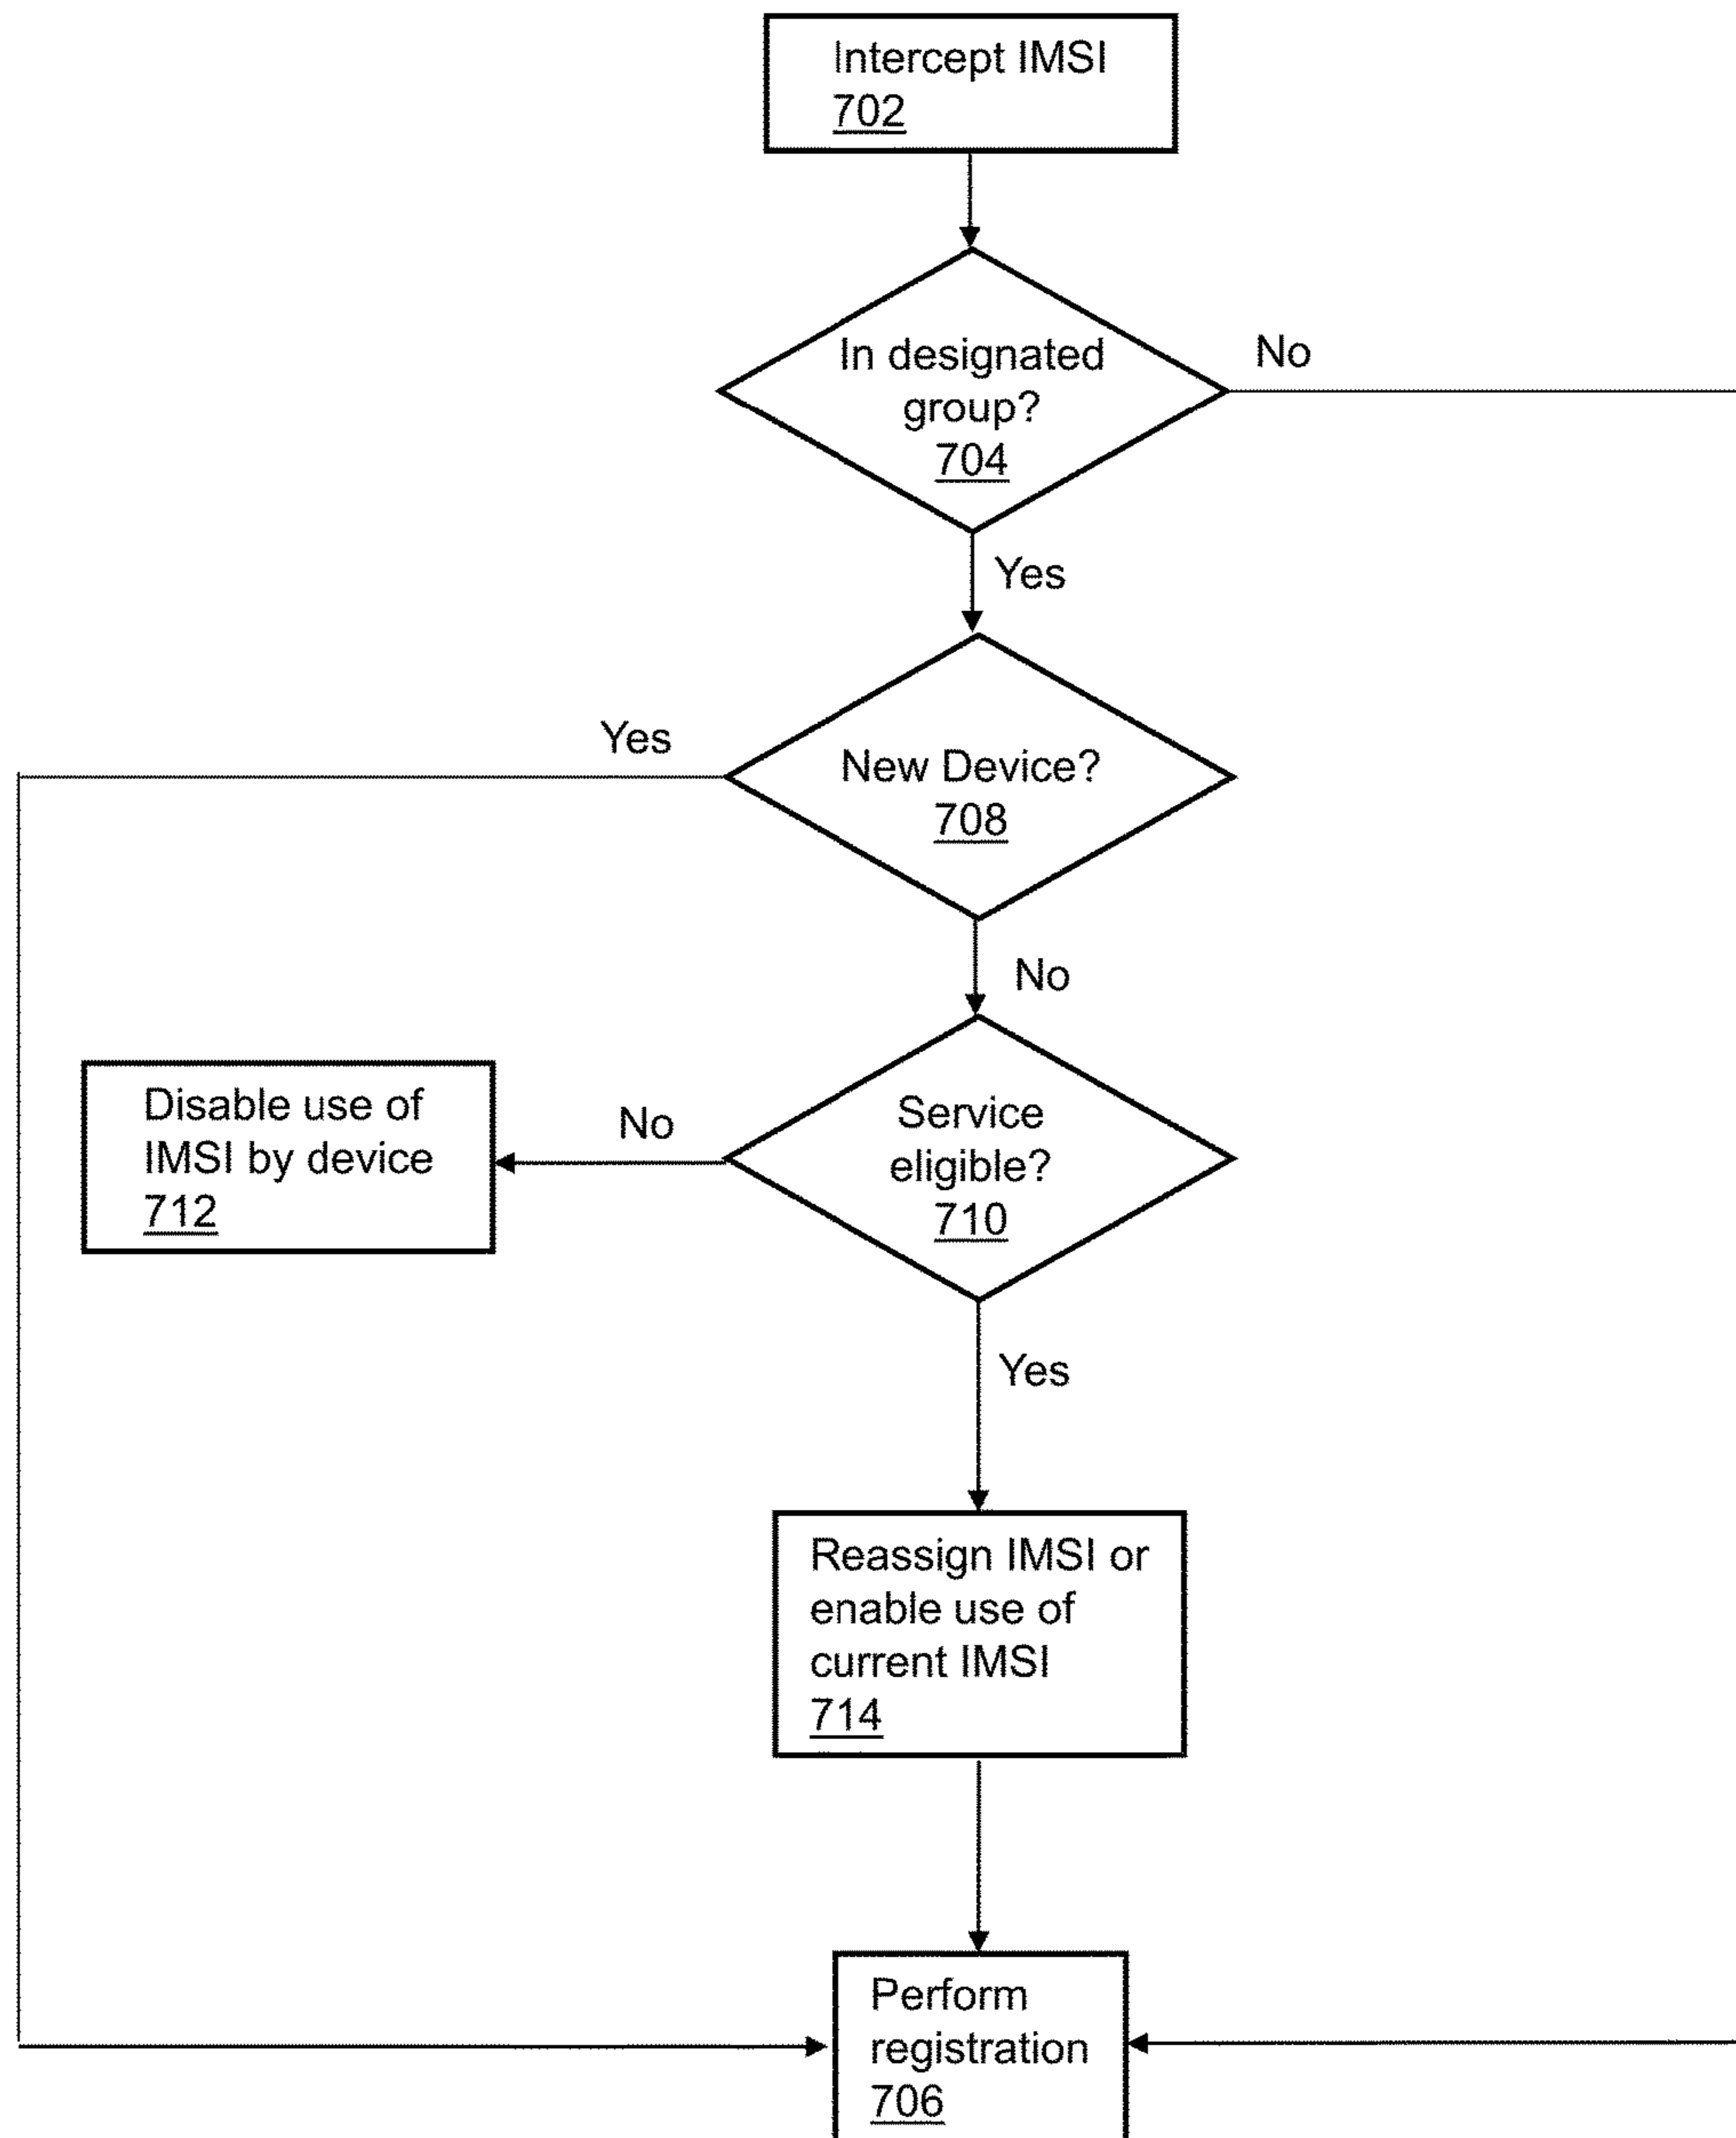 Intercept IMSI
702
In designated
group?
704
No
Yes
Yes
New Device?
708
No
Disable use of
IMSI by device
712
No
Service
eligible?
710
Yes
Reassign IMSI or
enable use of
current IMSI
714
Perform
registration
706